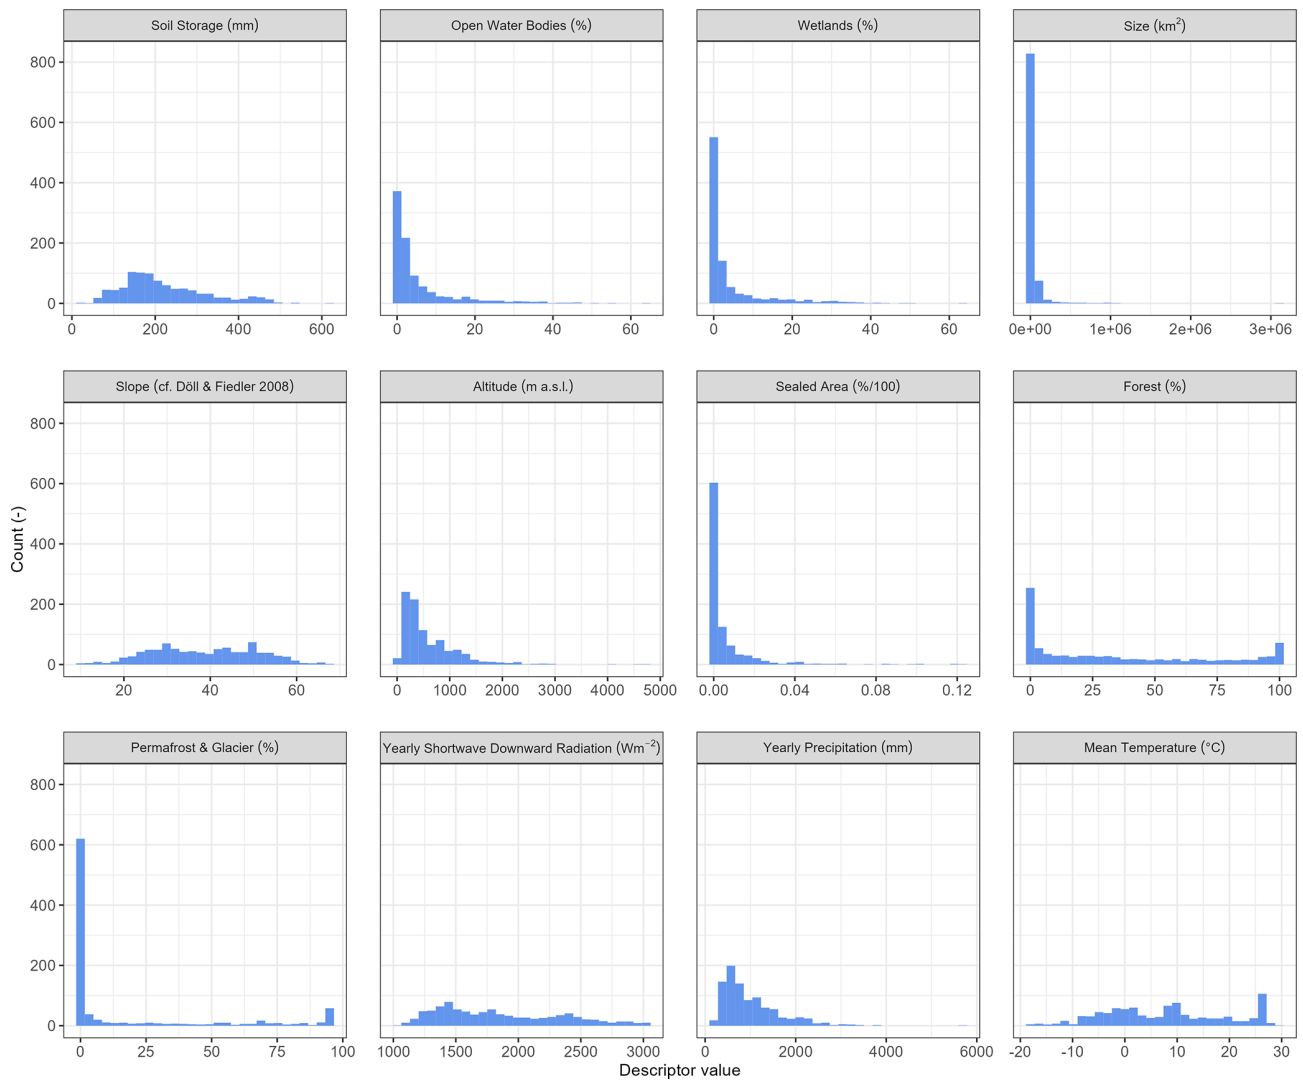 Soil Storage (mm)
Open Water Bodies (%)
Wetlands (%)
Size (km²)
800
600
400
200
0
0 200 400 600
0 20 40 60
0 20 40 60
0e+00 1e+06 2e+06 3e+06
Slope (cf. Döll & Fiedler 2008)
Altitude (m a.s.l.)
Sealed Area (%/100)
Forest (%)
800
600
400
200
0
20 40 60
0 1000 2000 3000 4000 5000
0.00 0.04 0.08 0.12
0 25 50 75 100
Count (-)
Permafrost & Glacier (%)
Yearly Shortwave Downward Radiation (Wm⁻²)
Yearly Precipitation (mm)
Mean Temperature (°C)
800
600
400
200
0
0 25 50 75 100
1000 1500 2000 2500 3000
0 2000 4000 6000
-20 -10 0 10 20 30
Descriptor value